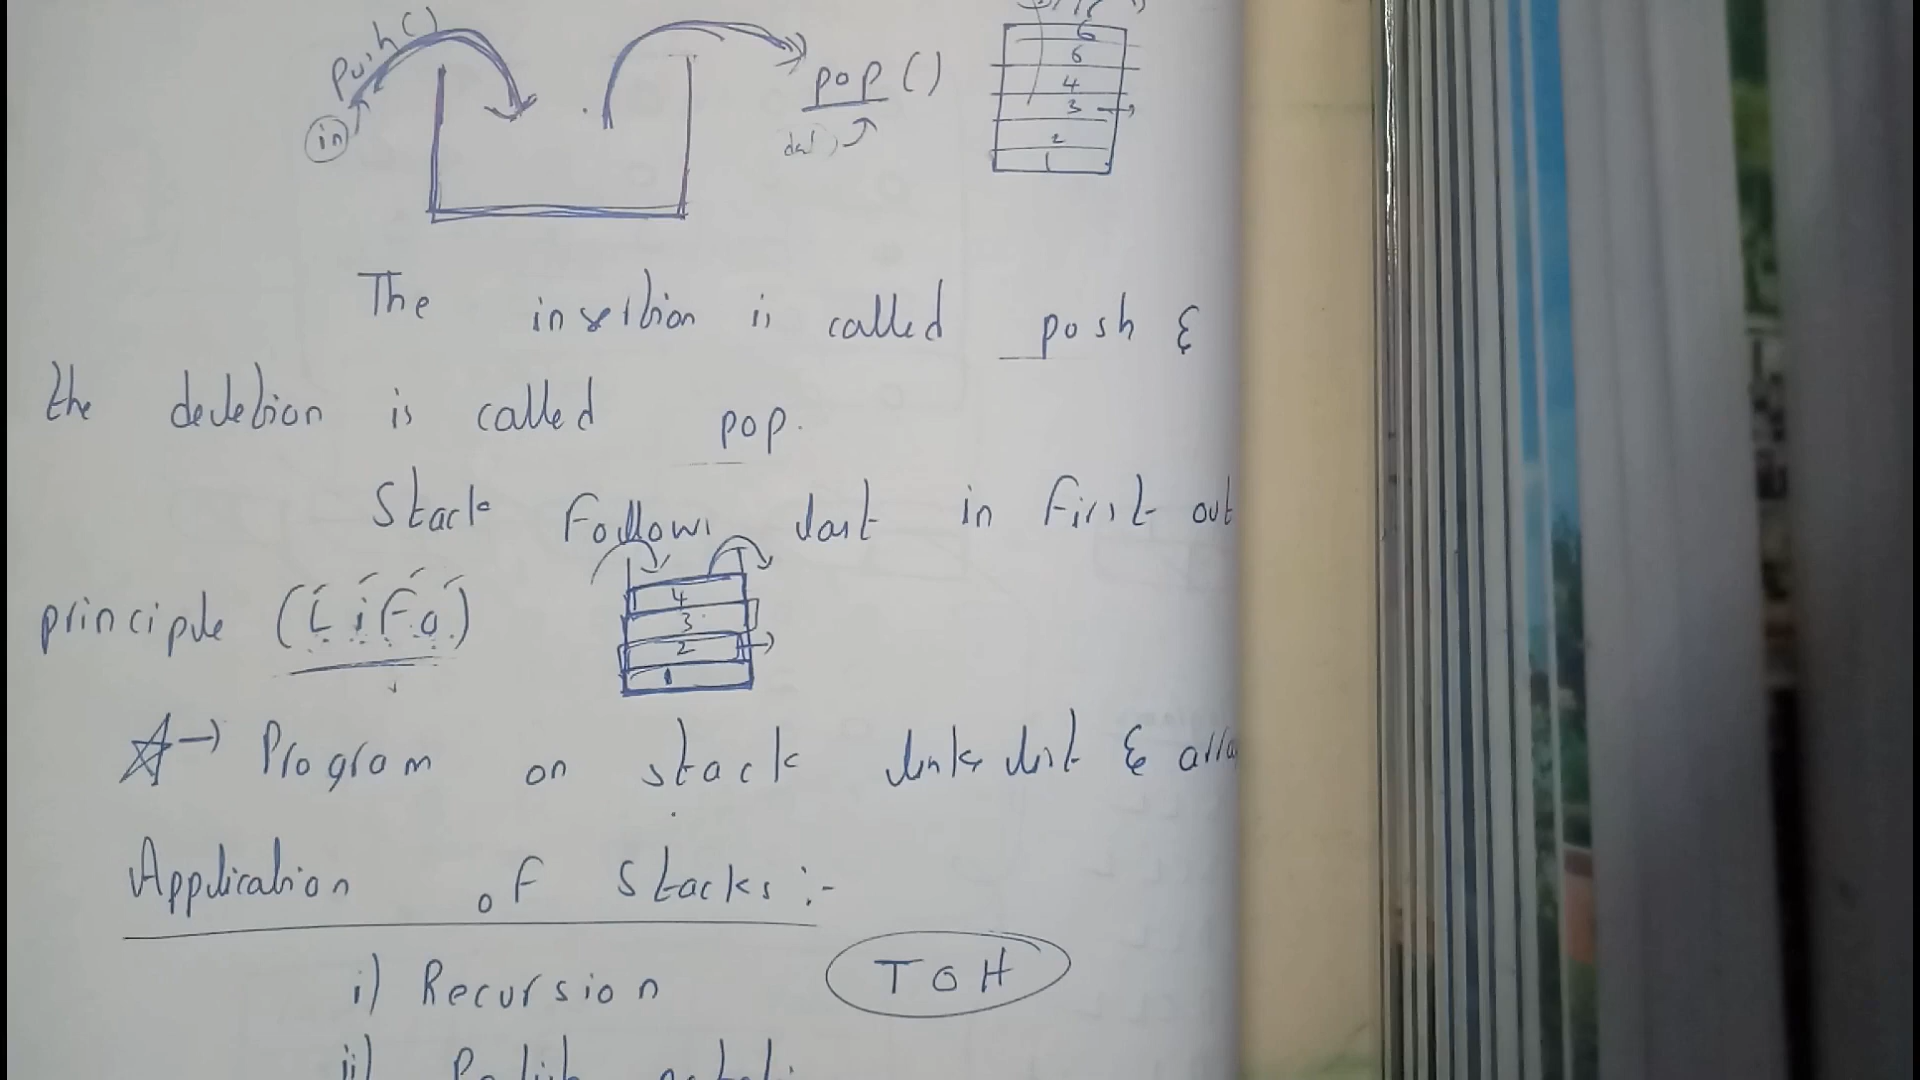 Push()
in
pop()
del
6
6
4
3
2
1
The insertion is called posh &
the deletion is called pop.
Stack Follows last in First out
principle (LiFo)
4
3
2
1
☆→ Program on stack link list &
Application of Stacks :-
i) Recursion TOH
ii)